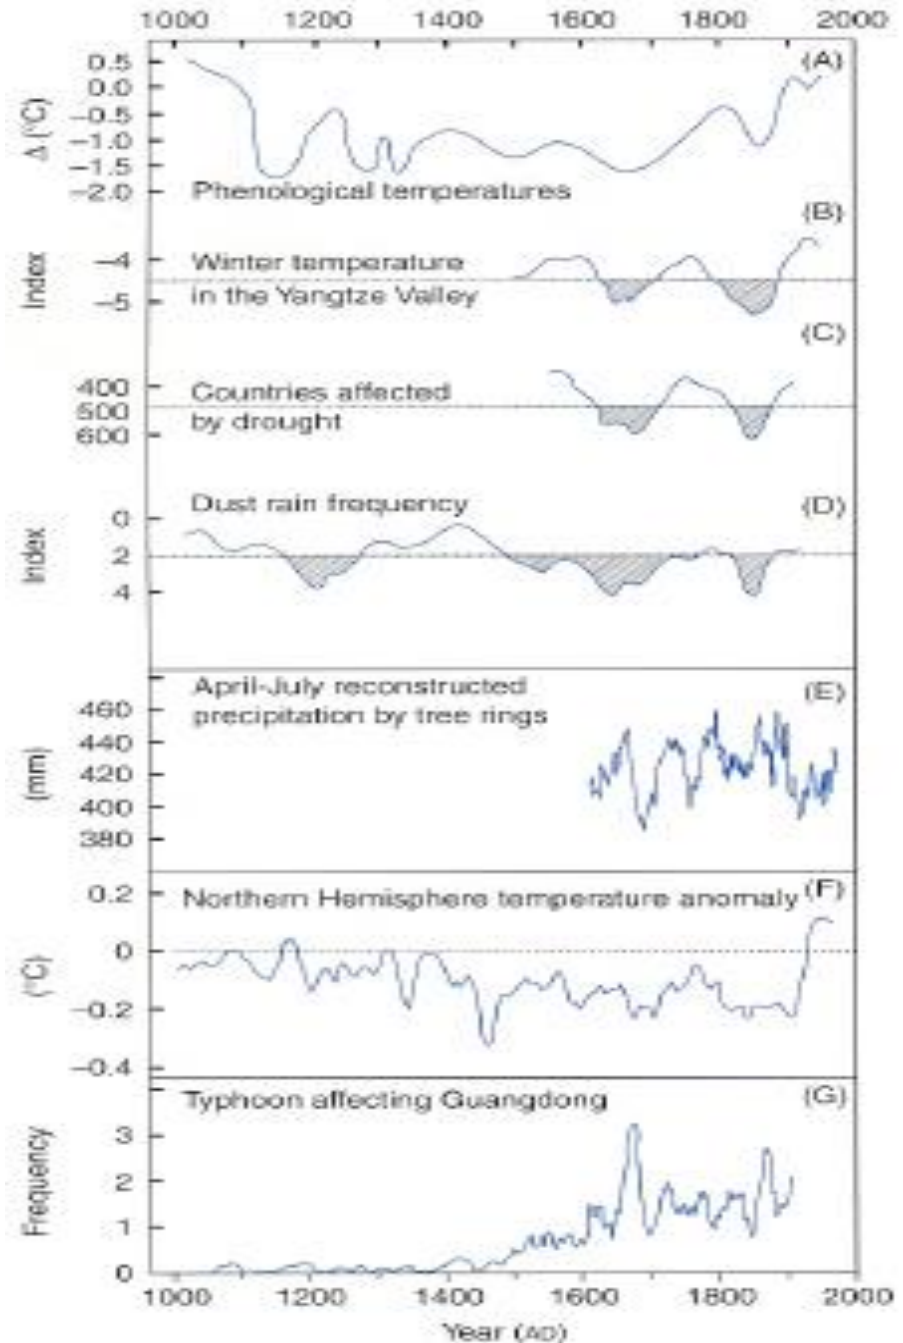 1000 1200 1400 1600 1800 2000
(A)
0.5
0.0
−0.5
−1.0
−1.5
−2.0
Δ (°C)
Phenological temperatures
(B)
Index
−4
−5
Winter temperature
in the Yangtze Valley
(C)
400
500
600
Countries affected
by drought
Dust rain frequency
(D)
Index
0
2
4
April-July reconstructed
precipitation by tree rings
(E)
460
440
420
400
380
(mm)
Northern Hemisphere temperature anomaly (F)
0.2
0
−0.2
−0.4
(°C)
Typhoon affecting Guangdong
(G)
Frequency
3
2
1
0
1000 1200 1400 1600 1800 2000
Year (AD)